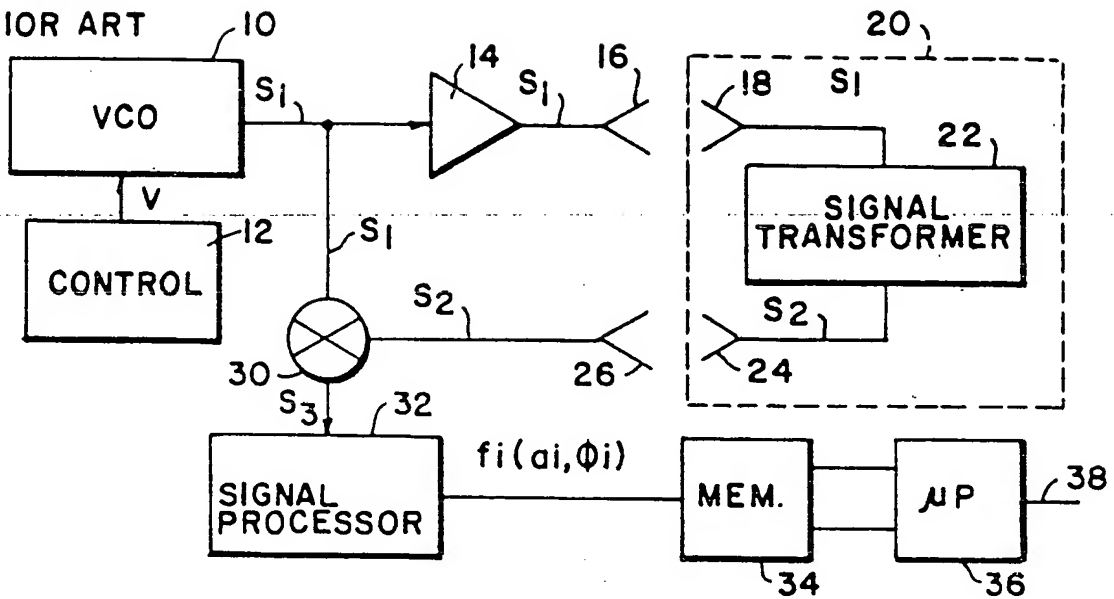 IOR ART
10
20
14
16
18
S1
VCO
S1
S1
22
V
12
S1
SIGNAL
TRANSFORMER
CONTROL
S2
S2
30
26
24
S3
32
fi(ai,Φi)
38
SIGNAL
PROCESSOR
MEM.
μP
34
36